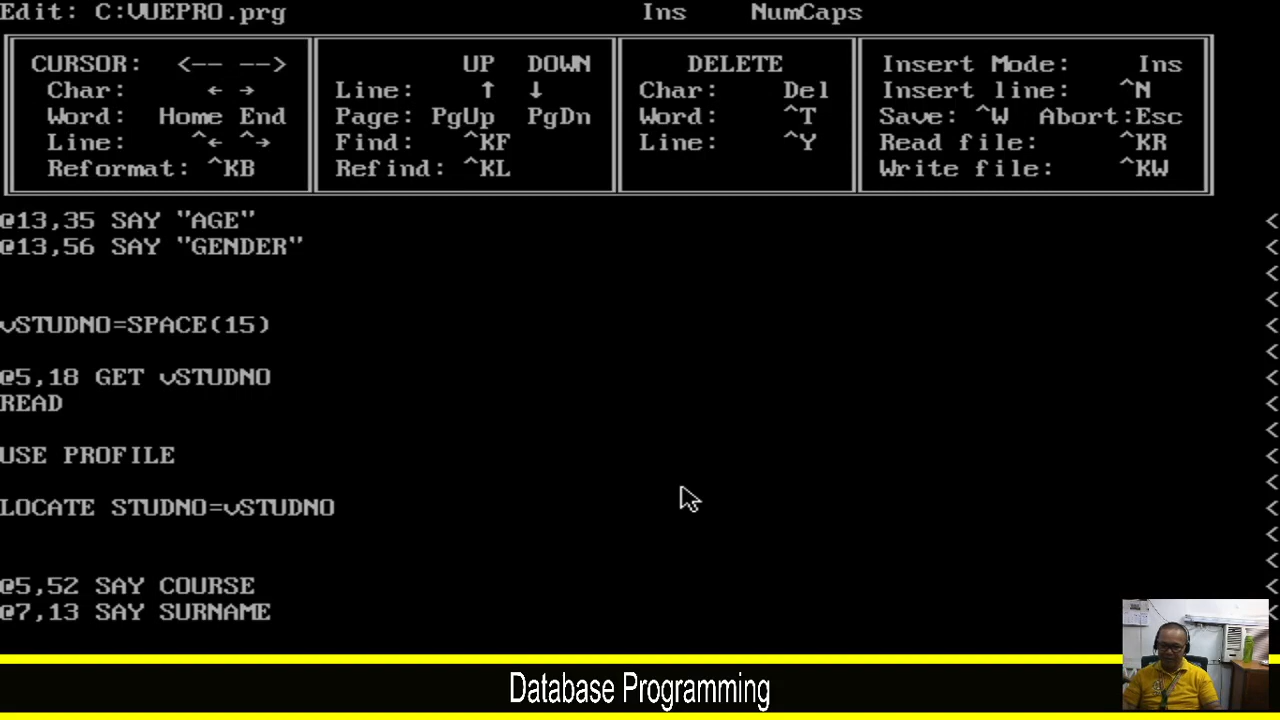 Edit: C:VUEPRO.prg Ins NumCaps
CURSOR: <-- --> UP DOWN DELETE Insert Mode: Ins
Char: ← → Line: ↑ ↓ Char: Del Insert line: ^N
Word: Home End Page: PgUp PgDn Word: ^T Save: ^W Abort:Esc
Line: ^← ^→ Find: ^KF Line: ^Y Read file: ^KR
Reformat: ^KB Refind: ^KL Write file: ^KW
@13,35 SAY "AGE" <
@13,56 SAY "GENDER" <
<
<
vSTUDNO=SPACE(15) <
<
@5,18 GET vSTUDNO <
READ <
<
USE PROFILE <
<
LOCATE STUDNO=vSTUDNO <
<
<
@5,52 SAY COURSE <
@7,13 SAY SURNAME <
Database Programming